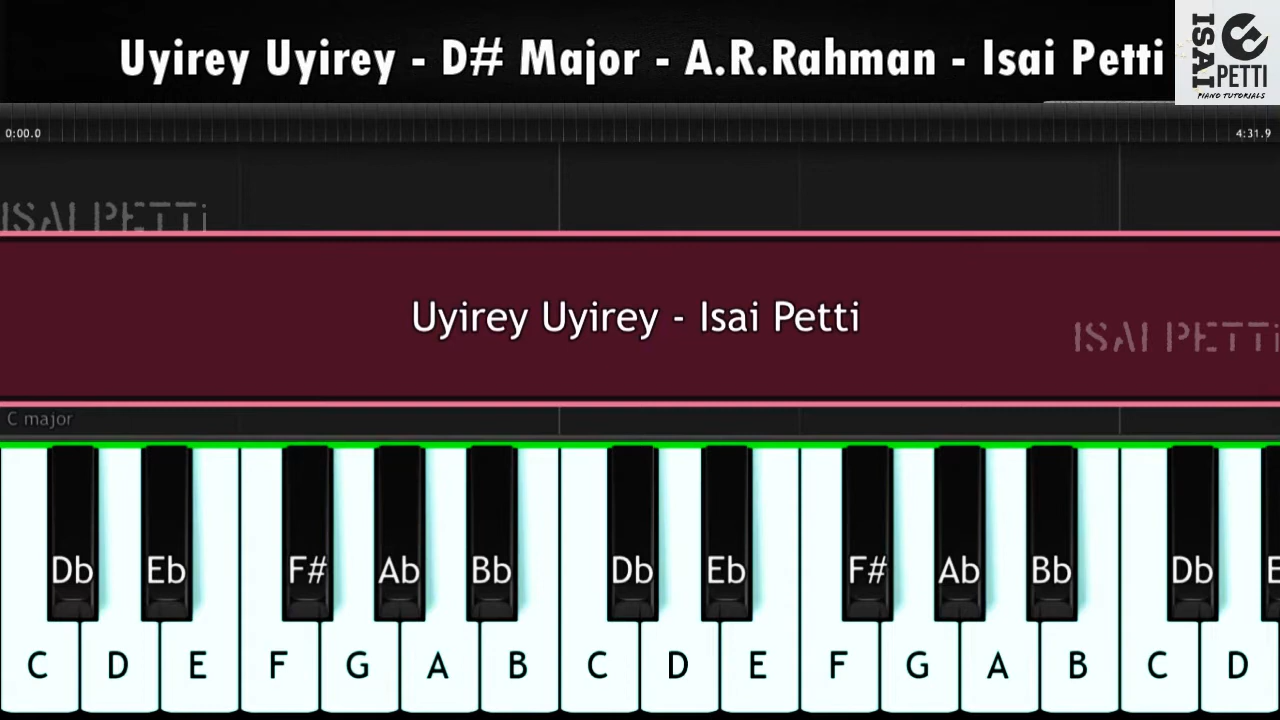 Uyirey Uyirey - D# Major - A.R.Rahman - Isai Petti
ISAI
PETTI
PIANO TUTORIALS
0:00.0
4:31.9
ISAI PETTi
Uyirey Uyirey - Isai Petti
ISAI PETTi
C major
Db Eb F# Ab Bb Db Eb F# Ab Bb Db E
C D E F G A B C D E F G A B C D